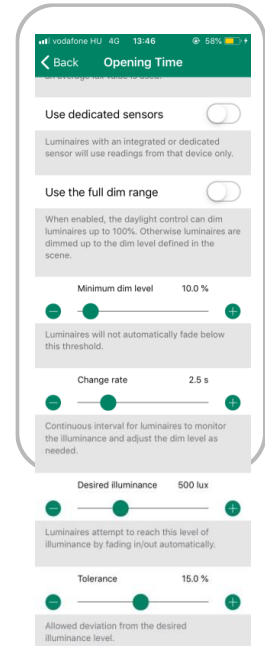 vodafone HU 4G 13:46 58%
Back Opening Time
an average lux value is used.
Use dedicated sensors
Luminaires with an integrated or dedicated
sensor will use readings from that device only.
Use the full dim range
When enabled, the daylight control can dim
luminaires up to 100%. Otherwise luminaires are
dimmed up to the dim level defined in the
scene.
Minimum dim level 10.0 %
Luminaires will not automatically fade below
this threshold.
Change rate 2.5 s
Continuous interval for luminaires to monitor
the illuminance and adjust the dim level as
needed.
Desired illuminance 500 lux
Luminaires attempt to reach this level of
illuminance by fading in/out automatically.
Tolerance 15.0 %
Allowed deviation from the desired
illuminance level.